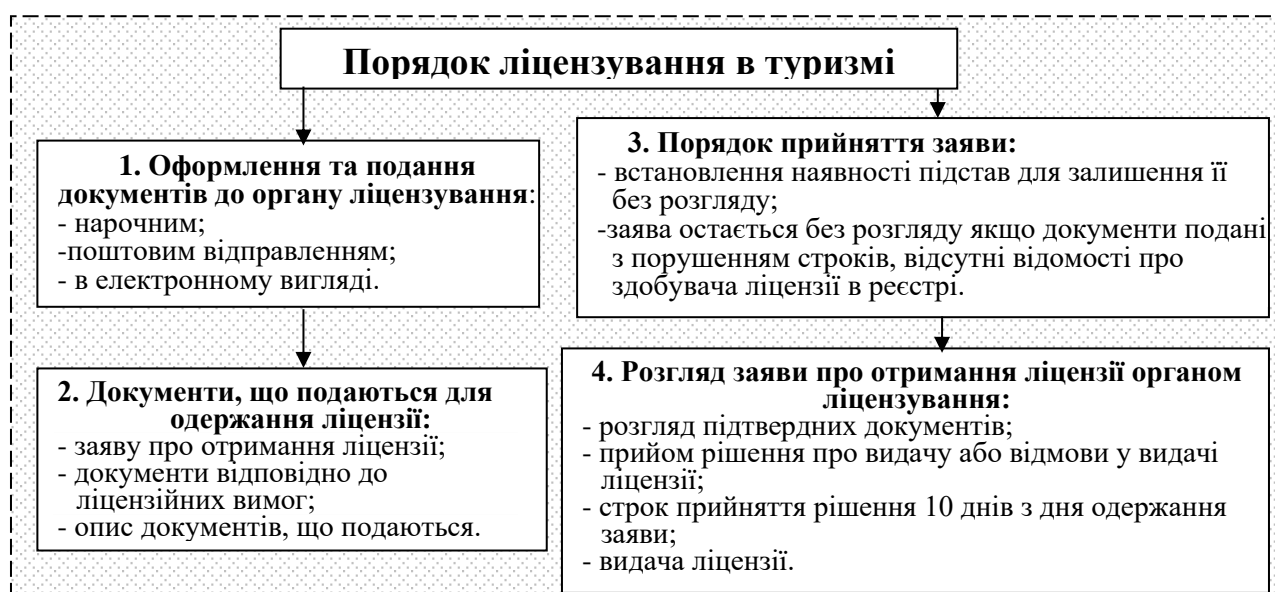 Порядок ліцензування в туризмі
1. Оформлення та подання
документів до органу ліцензування:
- нарочним;
-поштовим відправленням;
- в електронному вигляді.
2. Документи, що подаються для
одержання ліцензії:
- заяву про отримання ліцензії;
- документи відповідно до
ліцензійних вимог;
- опис документів, що подаються.
3. Порядок прийняття заяви:
- встановлення наявності підстав для залишення її
без розгляду;
-заява остається без розгляду якщо документи подані
з порушенням строків, відсутні відомості про
здобувача ліцензії в реєстрі.
4. Розгляд заяви про отримання ліцензії органом
ліцензування:
- розгляд підтвердних документів;
- прийом рішення про видачу або відмови у видачі
ліцензії;
- строк прийняття рішення 10 днів з дня одержання
заяви;
- видача ліцензії.